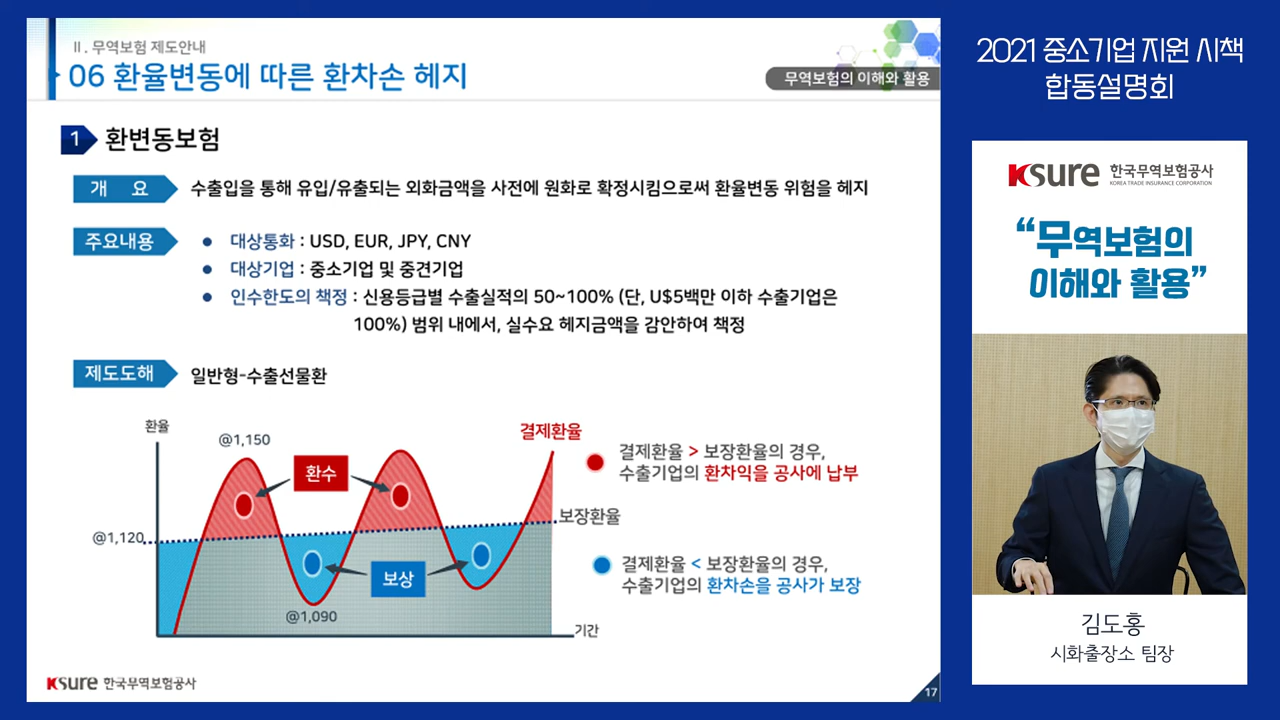 Ⅱ. 무역보험 제도안내
06 환율변동에 따른 환차손 헤지
무역보험의 이해와 활용
1 환변동보험
개 요
수출입을 통해 유입/유출되는 외화금액을 사전에 원화로 확정시킴으로써 환율변동 위험을 헤지
주요내용
● 대상통화 : USD, EUR, JPY, CNY
● 대상기업 : 중소기업 및 중견기업
● 인수한도의 책정 : 신용등급별 수출실적의 50~100% (단, U$5백만 이하 수출기업은
100%) 범위 내에서, 실수요 헤지금액을 감안하여 책정
제도도해
일반형-수출선물환
환율
@1,150
환수
결제환율
결제환율 > 보장환율의 경우,
수출기업의 환차익을 공사에 납부
보장환율
@1,120
보상
결제환율 < 보장환율의 경우,
수출기업의 환차손을 공사가 보장
@1,090
기간
Ksure 한국무역보험공사
17
2021 중소기업 지원 시책
합동설명회
Ksure 한국무역보험공사
KOREA TRADE INSURANCE CORPORATION
“무역보험의
이해와 활용”
김도홍
시화출장소 팀장